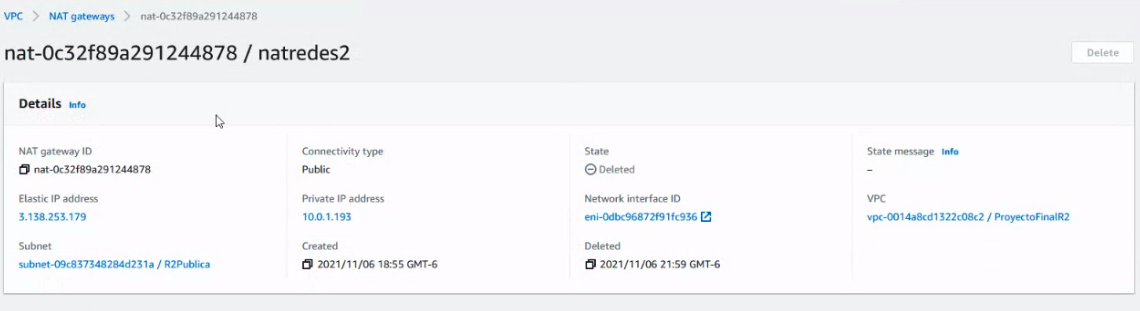 VPC > NAT gateways > nat-0c32f89a291244878
nat-0c32f89a291244878 / natredes2
Delete
Details Info
NAT gateway ID
nat-0c32f89a291244878
Connectivity type
Public
State
Deleted
State message Info
–
Elastic IP address
3.138.253.179
Private IP address
10.0.1.193
Network interface ID
eni-0dbc96872f91fc936
VPC
vpc-0014a8cd1322c08c2 / ProyectoFinalR2
Subnet
subnet-09c837348284d231a / R2Publica
Created
2021/11/06 18:55 GMT-6
Deleted
2021/11/06 21:59 GMT-6